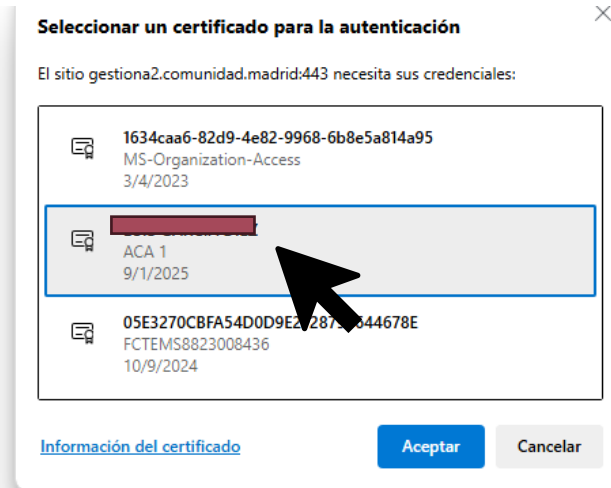 Seleccionar un certificado para la autenticación
El sitio gestiona2.comunidad.madrid:443 necesita sus credenciales:
1634caa6-82d9-4e82-9968-6b8e5a814a95
MS-Organization-Access
3/4/2023
ACA 1
9/1/2025
FCTEMS8823008436
10/9/2024
Información del certificado
Aceptar
Cancelar